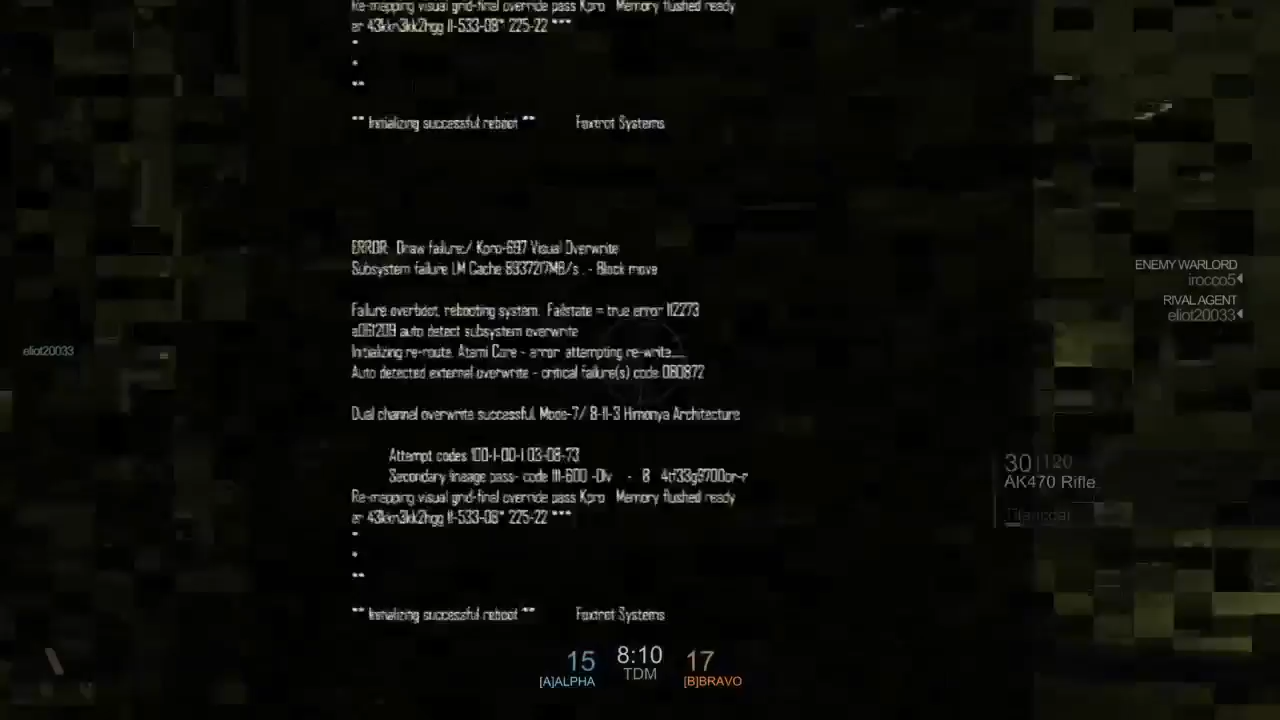 Re-mapping visual grid-final override pass Kpro Memory flushed ready
er 43kkn3kk2hgg 11-533-08* 225-22 ***
*
*
**
** Initializing successful reboot ** Foxtrot Systems
ERROR: Draw failure:/ Kpro-697 Visual Overwrite
Subsystem failure LM Cache 8337217MB/s . - Block move
ENEMY WARLORD
irocco5
RIVAL AGENT
eliot20033
Failure overboot, rebooting system. Failstate = true error 112273
a061209 auto detect subsystem overwrite
eliot20033
Initializing re-route. Atami Core - error attempting re-write.....
Auto detected external overwrite - critical failure(s) code 080872
Dual channel overwrite successful. Mode-7/ 8-11-3 Himonya Architecture
Attempt codes 100-1-00-1 03-08-73
Secondary lineage pass- code 111-600 -Div - 8 4tf33g9700or-r
30|120
AK470 Rifle
Re-mapping visual grid-final override pass Kpro Memory flushed ready
er 43kkn3kk2hgg 11-533-08* 225-22 ***
*
*
**
** Initializing successful reboot ** Foxtrot Systems
15 8:10 17
[A]ALPHA TDM [B]BRAVO